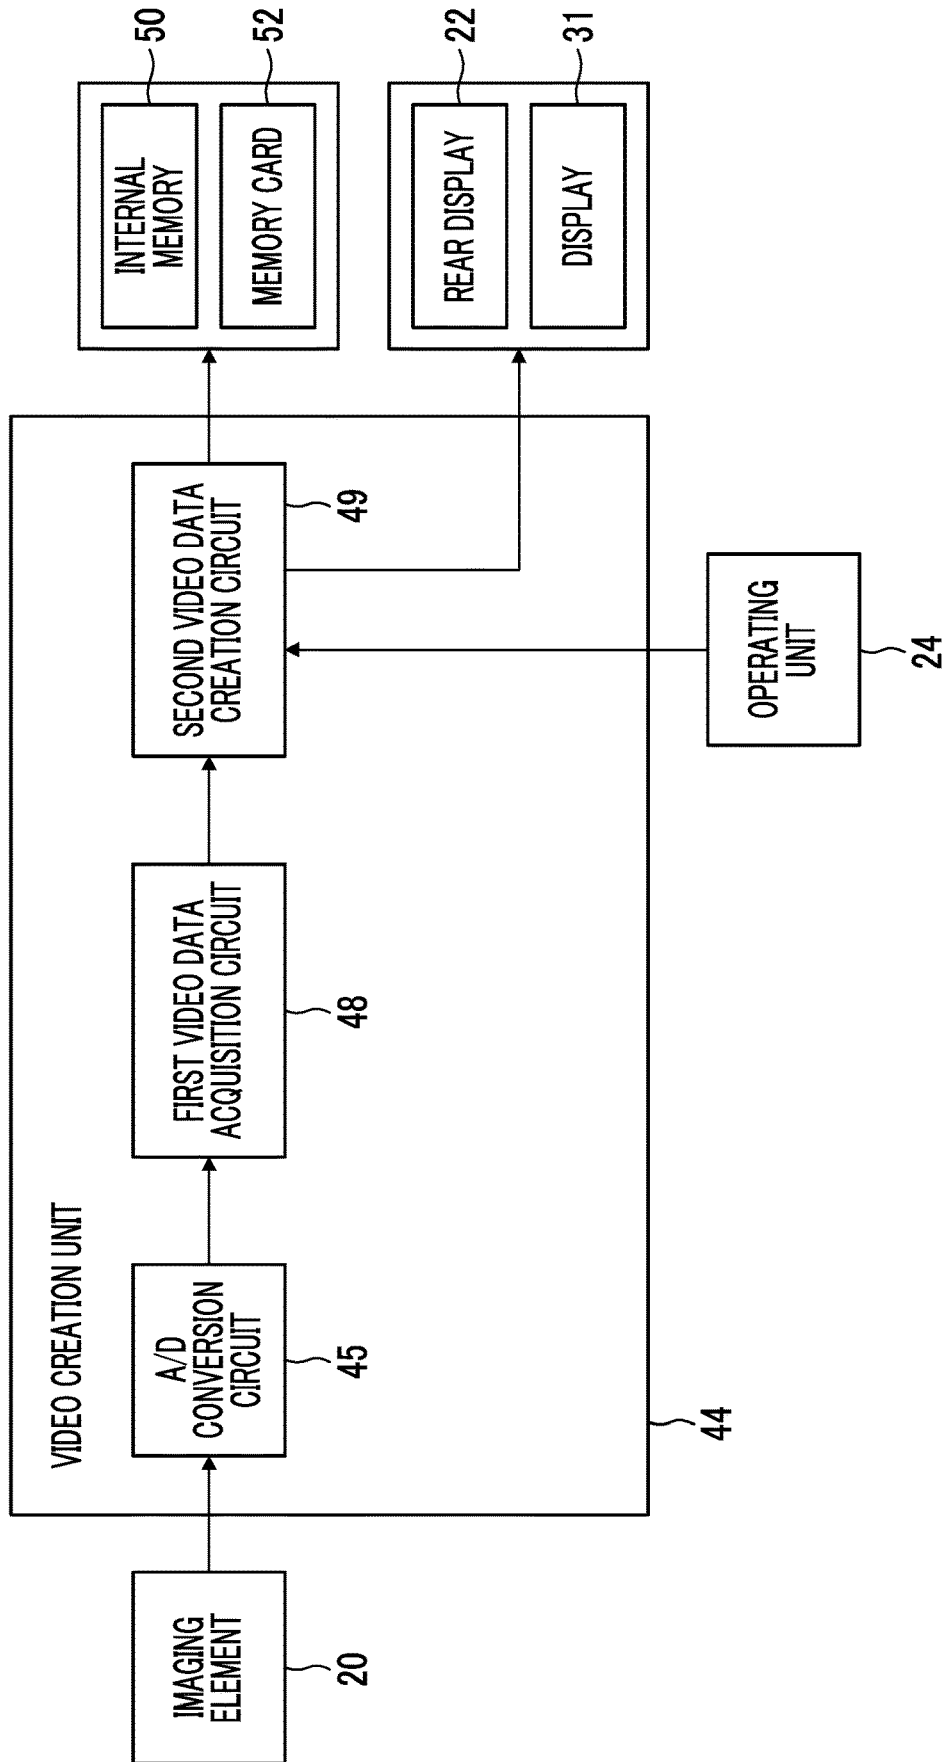 VIDEO CREATION UNIT
IMAGING
ELEMENT
20
A/D
CONVERSION
CIRCUIT
45
FIRST VIDEO DATA
ACQUISITION CIRCUIT
48
SECOND VIDEO DATA
CREATION CIRCUIT
49
INTERNAL
MEMORY
50
MEMORY CARD
52
REAR DISPLAY
22
DISPLAY
31
OPERATING
UNIT
24
44